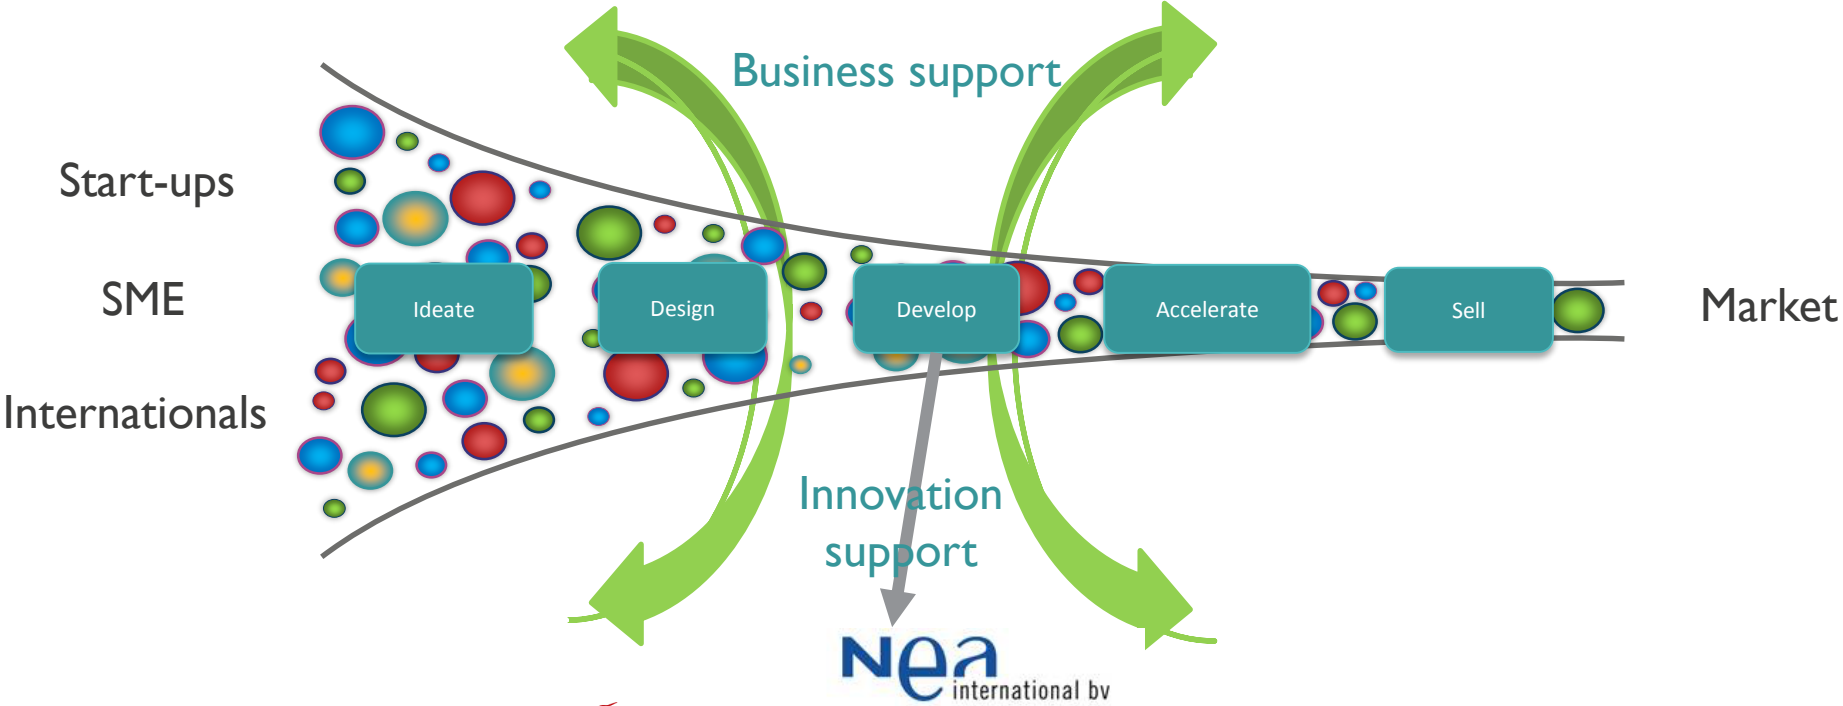 Business support
Start-ups
SME
Internationals
Ideate
Design
Develop
Accelerate
Sell
Market
Innovation
support
Nea
international bv